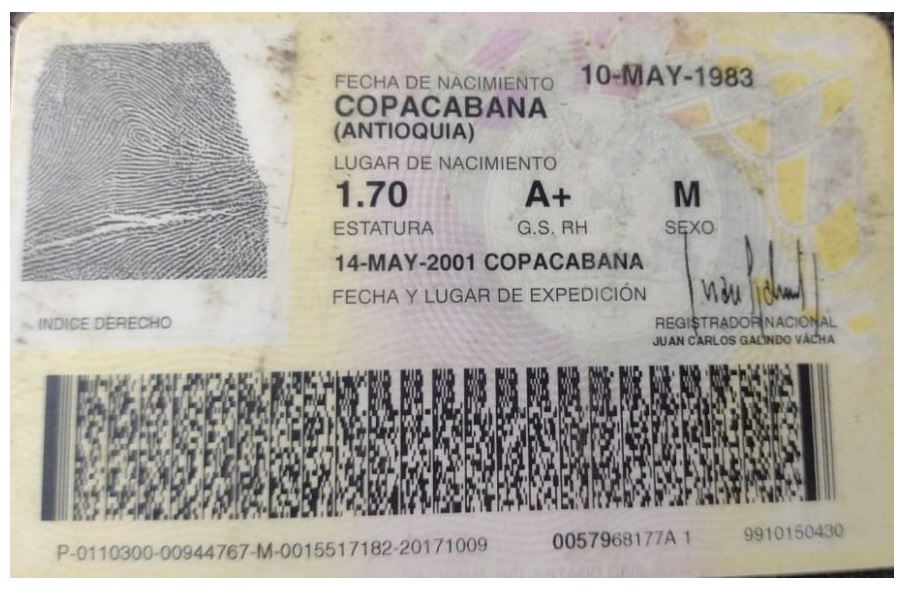 FECHA DE NACIMIENTO 10-MAY-1983
COPACABANA
(ANTIOQUIA)
LUGAR DE NACIMIENTO
1.70 A+ M
ESTATURA G.S. RH SEXO
14-MAY-2001 COPACABANA
FECHA Y LUGAR DE EXPEDICIÓN
INDICE DERECHO
REGISTRADOR NACIONAL
JUAN CARLOS GALINDO VÁCHA
P-0110300-00944767-M-0015517182-20171009 0057968177A 1 9910150430